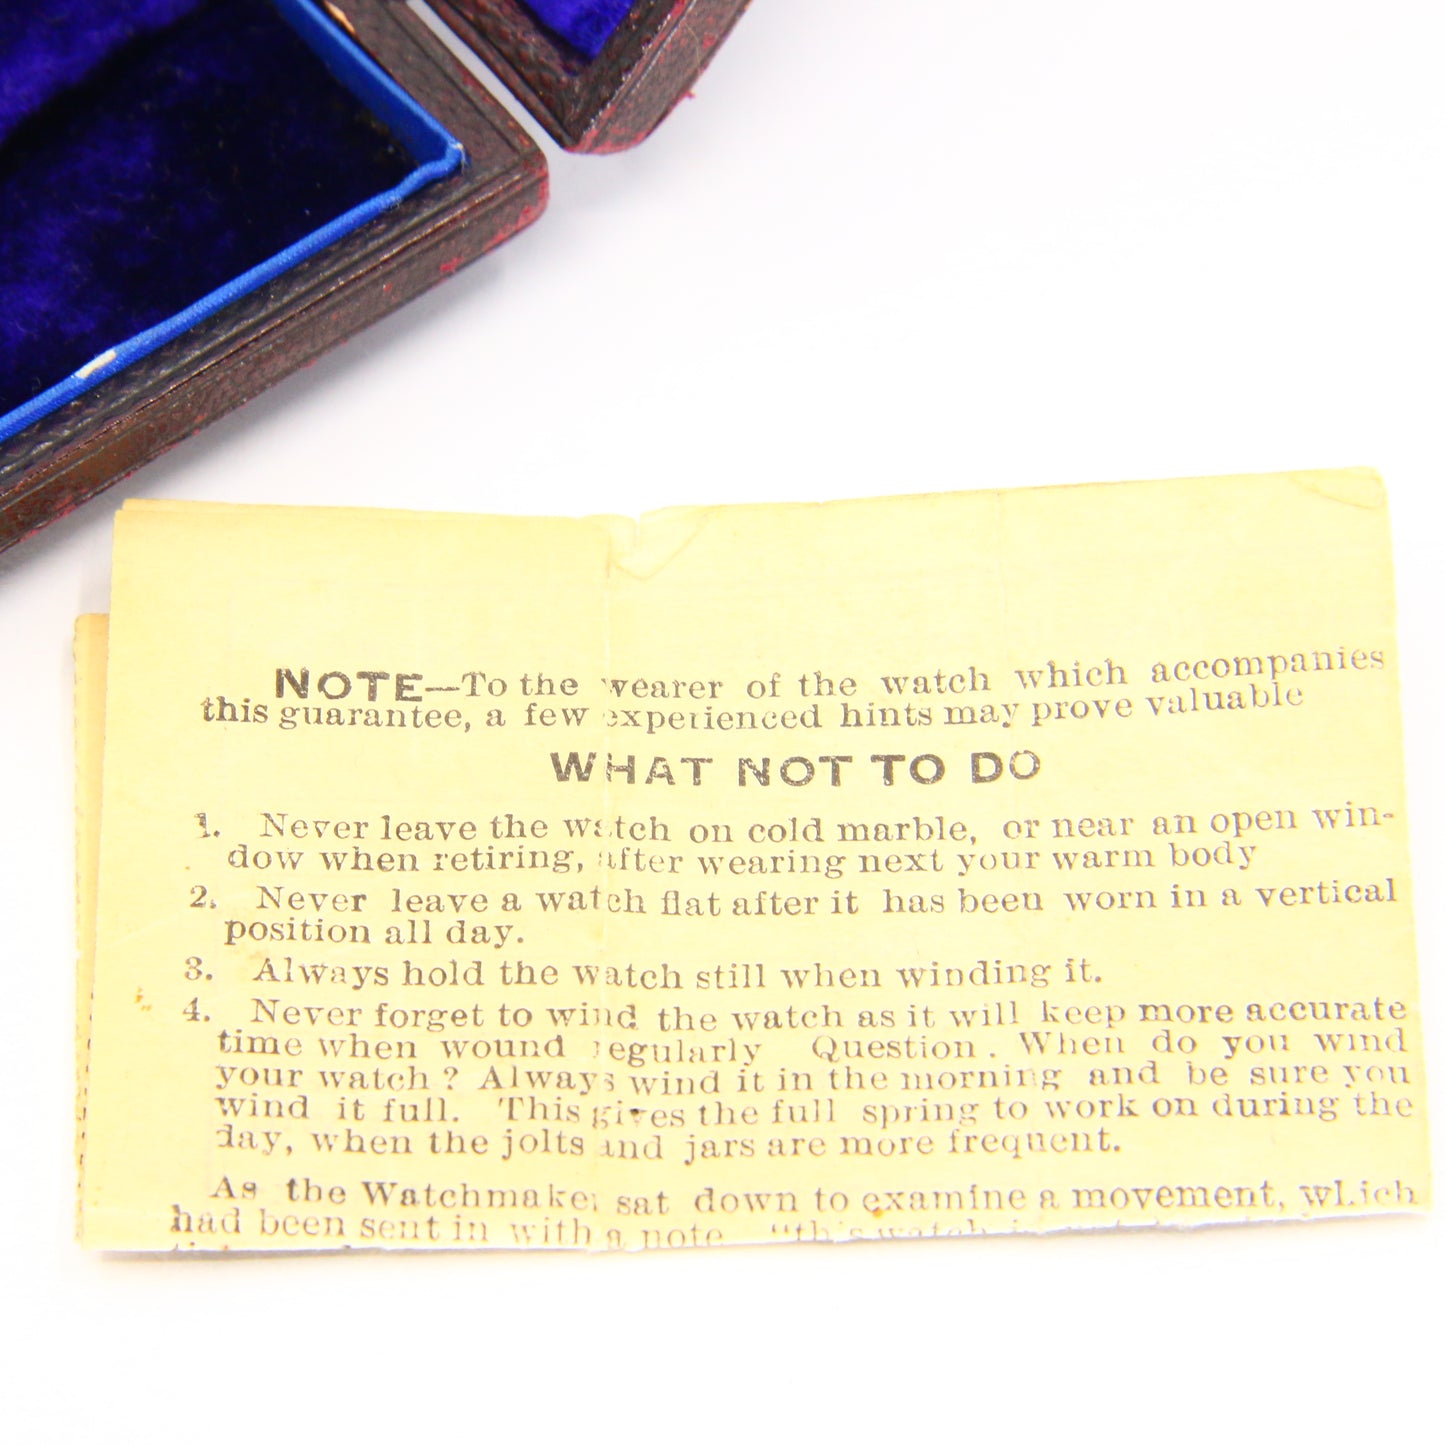 NOTE—To the wearer of the watch which accompanies
this guarantee, a few experienced hints may prove valuable
WHAT NOT TO DO
1. Never leave the watch on cold marble, or near an open win-
dow when retiring, after wearing next your warm body
2. Never leave a watch flat after it has been worn in a vertical
position all day.
3. Always hold the watch still when winding it.
4. Never forget to wind the watch as it will keep more accurate
time when wound regularly Question. When do you wind
your watch? Always wind it in the morning and be sure you
wind it full. This gives the full spring to work on during the
day, when the jolts and jars are more frequent.
As the Watchmaker sat down to examine a movement, which
had been sent in with a note "this watch